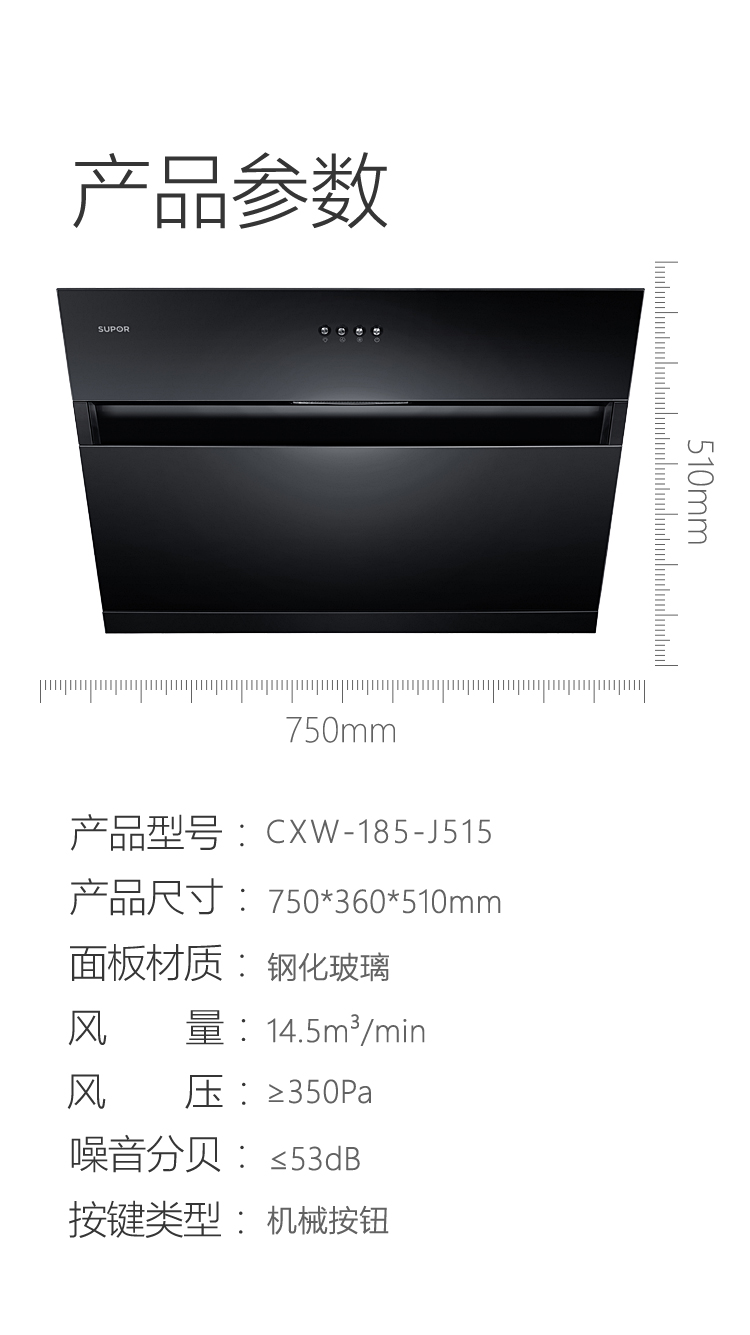 产品参数
SUPOR
510mm
750mm
产品型号：CXW-185-J515
产品尺寸：750*360*510mm
面板材质：钢化玻璃
风量：14.5m³/min
风压：≥350Pa
噪音分贝：≤53dB
按键类型：机械按钮